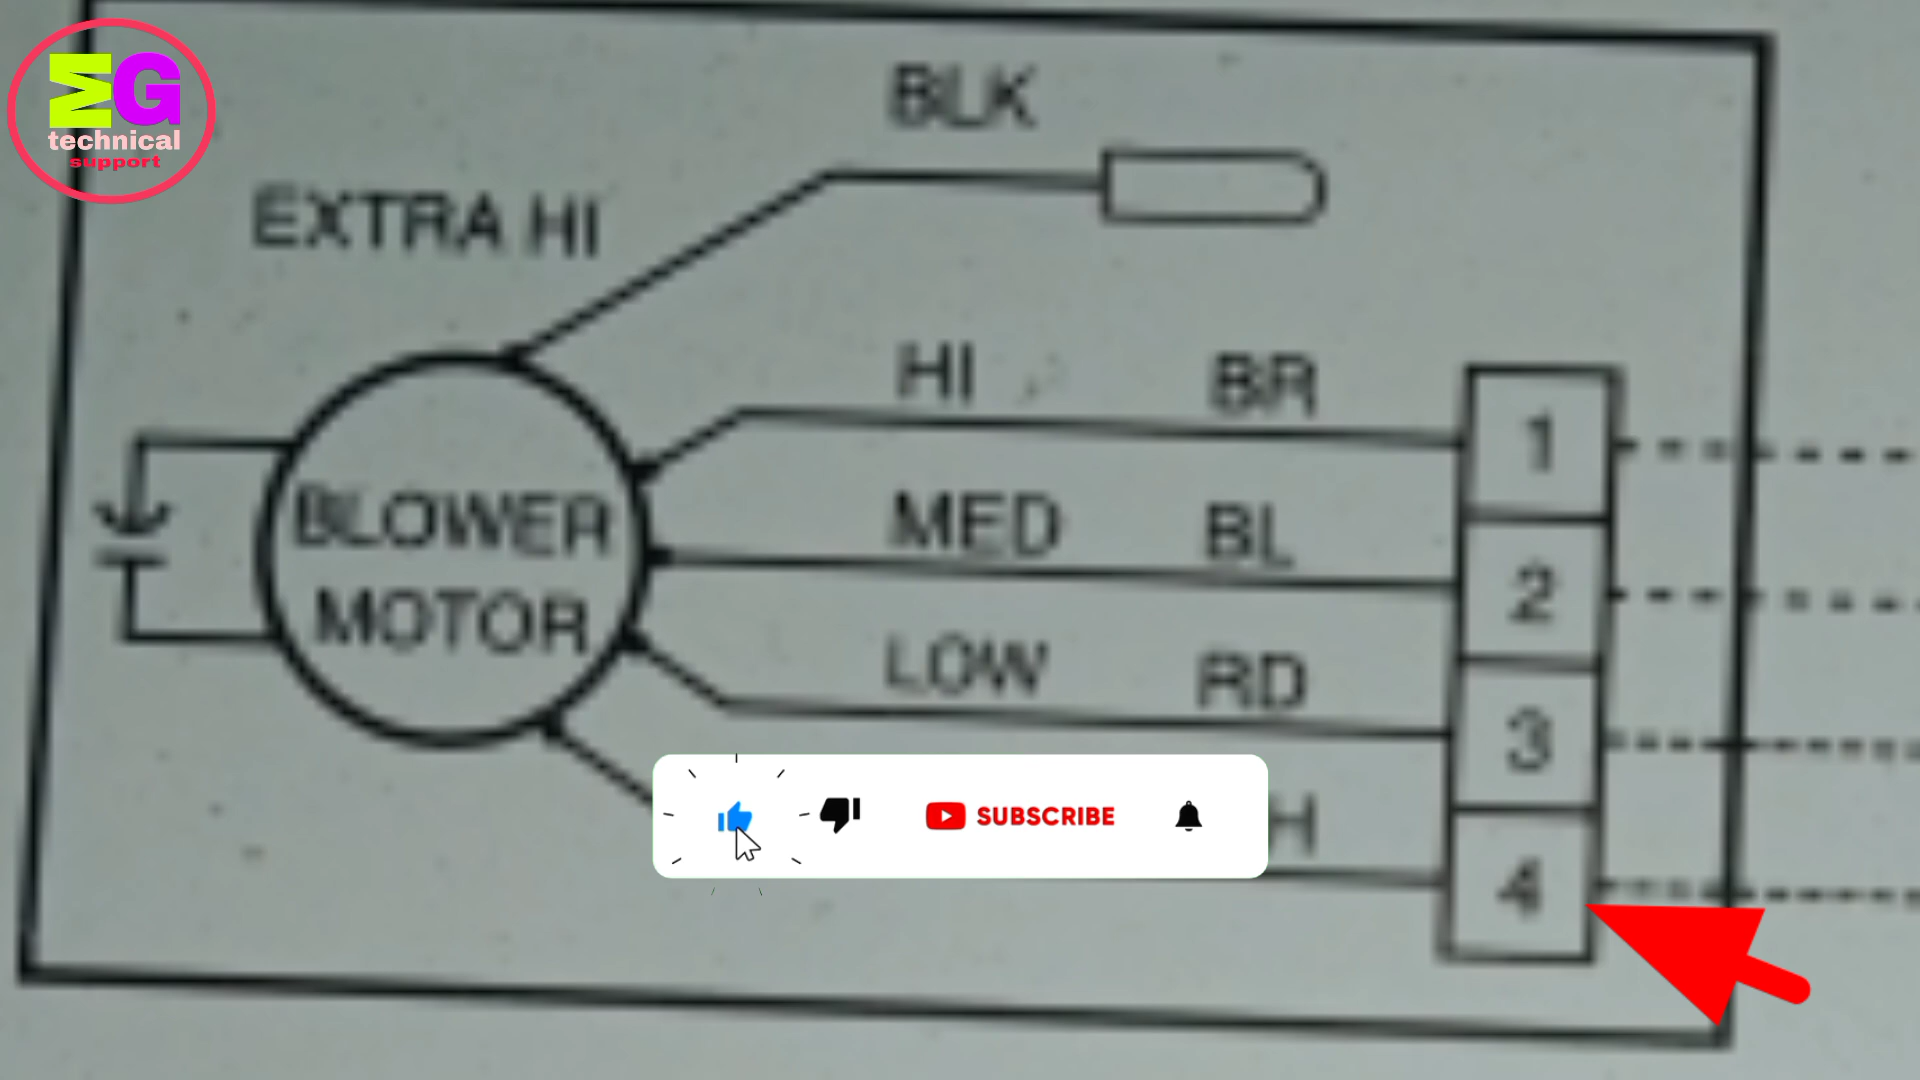 MG
technical
support
BLK
EXTRA HI
HI BR
1
BLOWER
MOTOR
MED BL
2
LOW RD
3
SUBSCRIBE
H
4